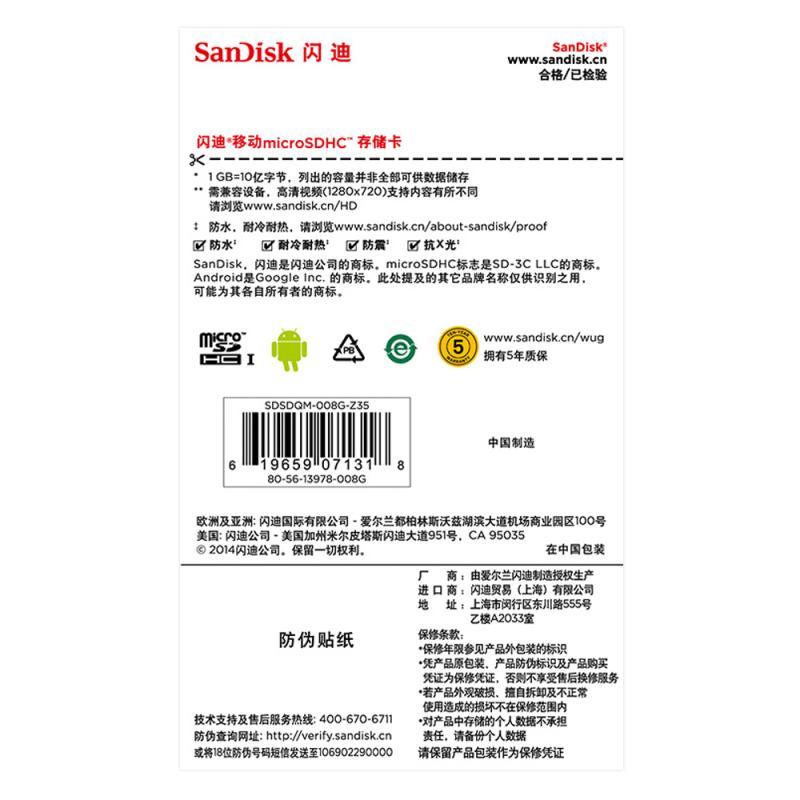 SanDisk 闪迪
SanDisk®
www.sandisk.cn
合格/已检验
闪迪®移动microSDHC™ 存储卡
* 1 GB=10亿字节，列出的容量并非全部可供数据储存
** 需兼容设备，高清视频(1280x720)支持内容有所不同
请浏览www.sandisk.cn/HD
‡ 防水，耐冷耐热，请浏览www.sandisk.cn/about-sandisk/proof
防水‡ 耐冷耐热‡ 防震‡ 抗X光‡
SanDisk，闪迪是闪迪公司的商标。microSDHC标志是SD-3C LLC的商标。
Android是Google Inc. 的商标。此处提及的其它品牌名称仅供识别之用，
可能为其各自所有者的商标。
micro SD HC I
PB
e
TEN-YEAR 5 WARRANTY
www.sandisk.cn/wug
拥有5年质保
SDSDQM-008G-Z35
6 19659 07131 8
80-56-13978-008G
中国制造
欧洲及亚洲: 闪迪国际有限公司 - 爱尔兰都柏林斯沃兹湖滨大道机场商业园区100号
美国: 闪迪公司 - 美国加州米尔皮塔斯闪迪大道951号，CA 95035
© 2014闪迪公司。保留一切权利。
在中国包装
厂 商：由爱尔兰闪迪制造授权生产
进口商：闪迪贸易（上海）有限公司
地 址：上海市闵行区东川路555号
乙楼A2033室
防伪贴纸
保修条款：
•保修年限参见产品外包装的标识
•凭产品原包装、产品防伪标识及产品购买
凭证为保修凭证，否则不享受售后换修服务
•若产品外观破损、擅自拆卸及不正常
使用造成的损坏不在保修范围内
•对产品中存储的个人数据不承担
责任，请备份个人数据
请保留产品包装作为保修凭证
技术支持及售后服务热线: 400-670-6711
防伪查询网址: http://verify.sandisk.cn
或将18位防伪号码短信发送至106902290000